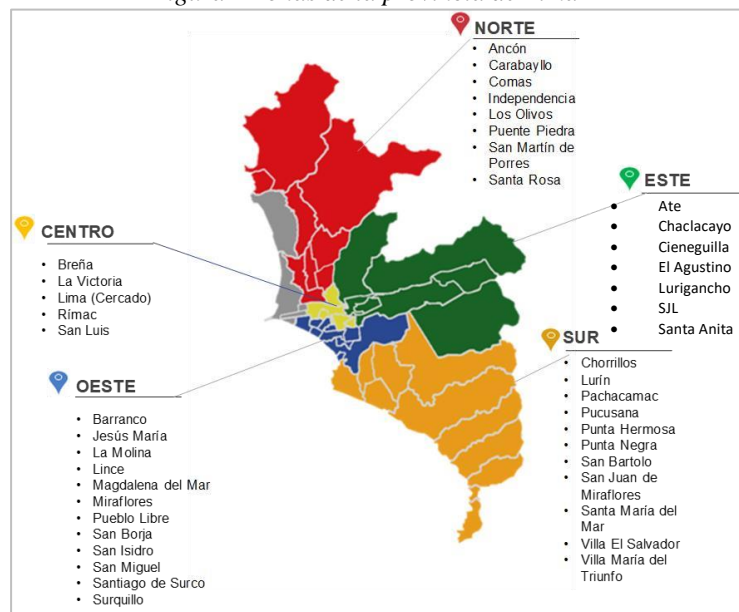 NORTE
• Ancón
• Carabayllo
• Comas
• Independencia
• Los Olivos
• Puente Piedra
• San Martín de
Porres
• Santa Rosa
ESTE
• Ate
• Chaclacayo
• Cieneguilla
• El Agustino
• Lurigancho
• SJL
• Santa Anita
CENTRO
• Breña
• La Victoria
• Lima (Cercado)
• Rímac
• San Luis
SUR
• Chorrillos
• Lurín
• Pachacamac
• Pucusana
• Punta Hermosa
• Punta Negra
• San Bartolo
• San Juan de
Miraflores
• Santa María del
Mar
• Villa El Salvador
• Villa María del
Triunfo
OESTE
• Barranco
• Jesús María
• La Molina
• Lince
• Magdalena del Mar
• Miraflores
• Pueblo Libre
• San Borja
• San Isidro
• San Miguel
• Santiago de Surco
• Surquillo